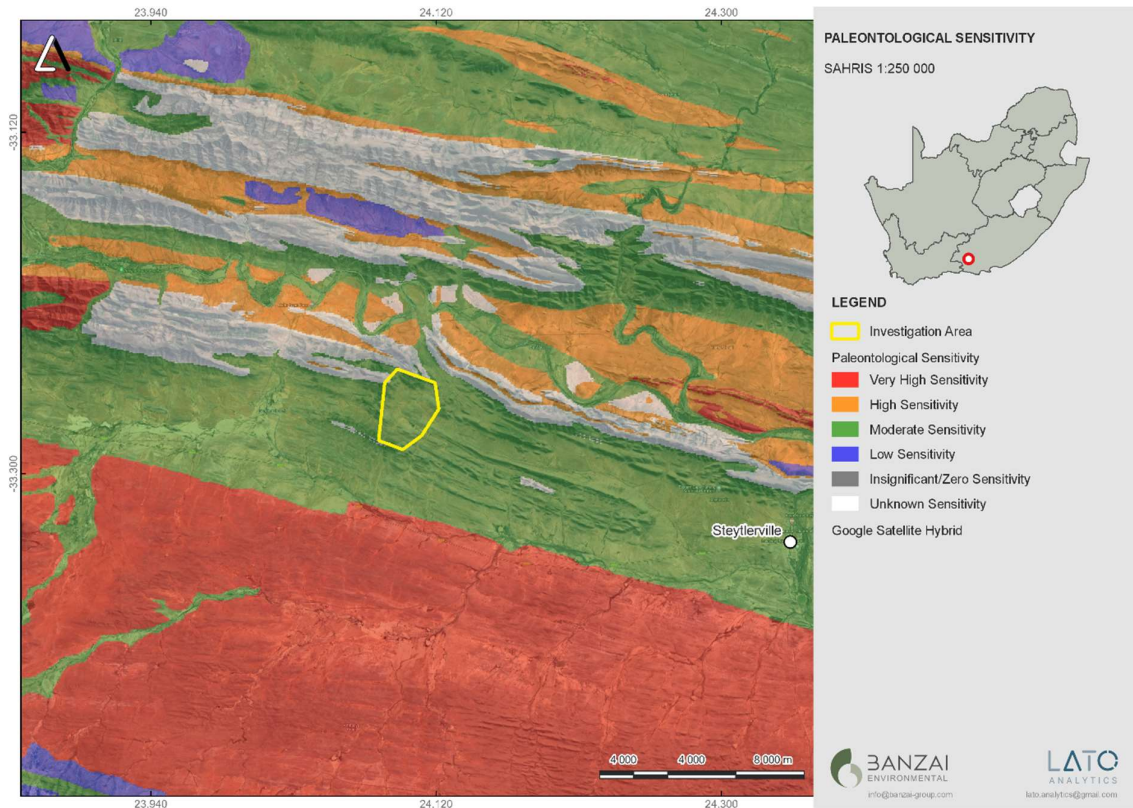 23.940 24.120 24.300
PALEONTOLOGICAL SENSITIVITY
SAHRIS 1:250 000
-33.120
LEGEND
Investigation Area
Paleontological Sensitivity
Very High Sensitivity
High Sensitivity
Moderate Sensitivity
Low Sensitivity
Insignificant/Zero Sensitivity
Unknown Sensitivity
Google Satellite Hybrid
-33.300
Steytlerville
4 000 4 000 8 000 m
BANZAI
ENVIRONMENTAL
info@banzai-group.com
LATO
ANALYTICS
lato.analytics@gmail.com
23.940 24.120 24.300